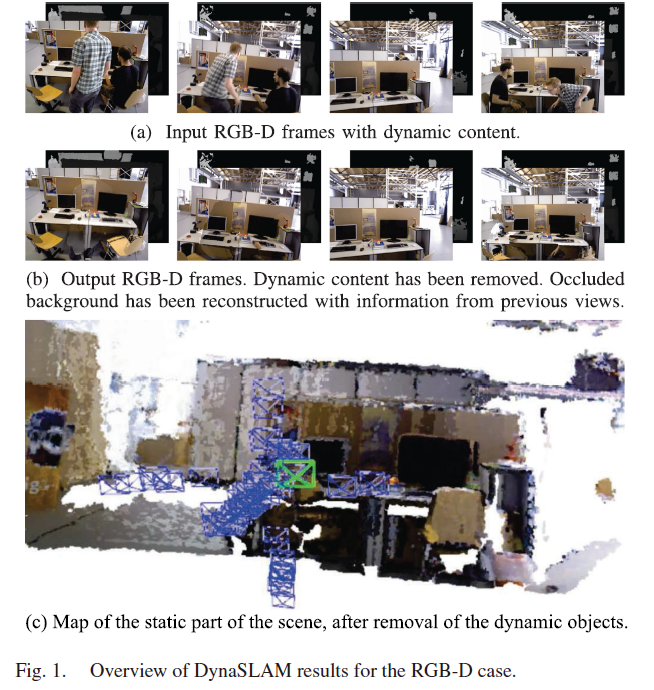 (a) Input RGB-D frames with dynamic content.
(b) Output RGB-D frames. Dynamic content has been removed. Occluded
background has been reconstructed with information from previous views.
(c) Map of the static part of the scene, after removal of the dynamic objects.
Fig. 1. Overview of DynaSLAM results for the RGB-D case.